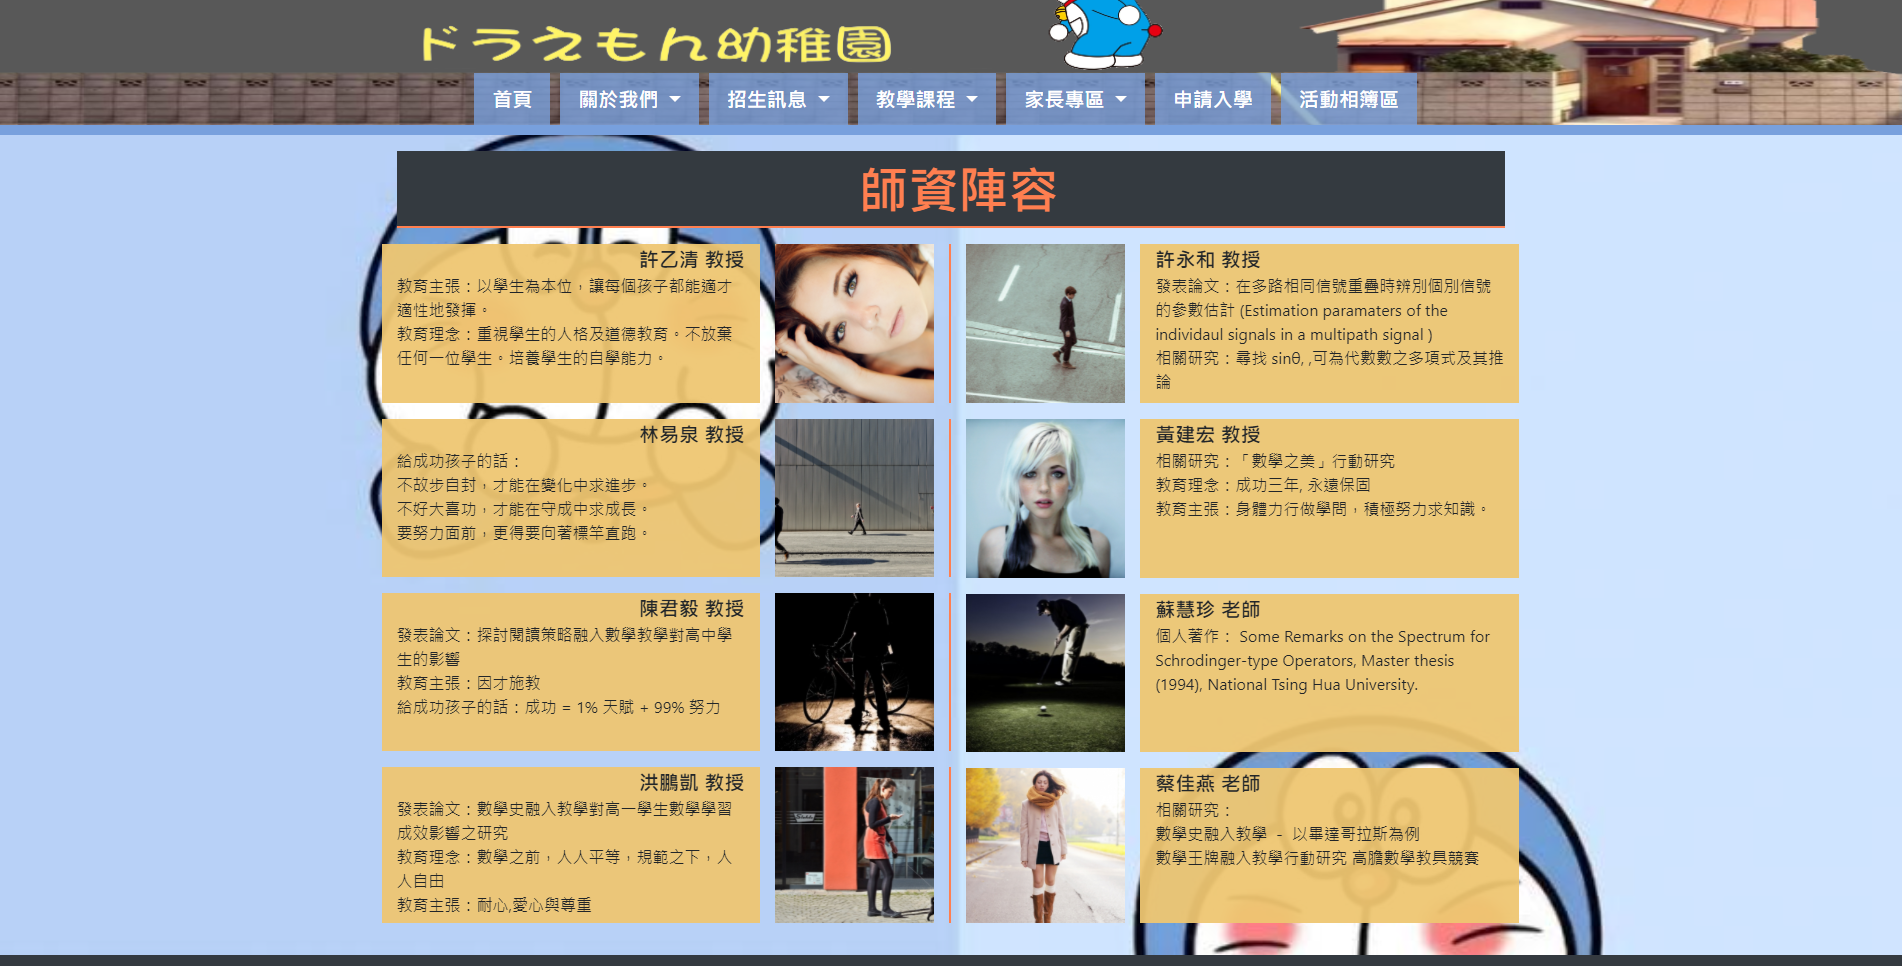 ドラえもん幼稚園
首頁 關於我們 招生訊息 教學課程 家長專區 申請入學 活動相簿區
師資陣容
許乙清 教授
教育主張：以學生為本位，讓每個孩子都能適才
適性地發揮。
教育理念：重視學生的人格及道德教育。不放棄
任何一位學生。培養學生的自學能力。
許永和 教授
發表論文：在多路相同信號重疊時辨別個別信號
的參數估計 (Estimation paramaters of the
individaul signals in a multipath signal )
相關研究：尋找 sinθ, ,可為代數數之多項式及其推
論
林易泉 教授
給成功孩子的話：
不故步自封，才能在變化中求進步。
不好大喜功，才能在守成中求成長。
要努力面前，更得要向著標竿直跑。
黃建宏 教授
相關研究：「數學之美」行動研究
教育理念：成功三年, 永遠保固
教育主張：身體力行做學問，積極努力求知識。
陳君毅 教授
發表論文：探討閱讀策略融入數學教學對高中學
生的影響
教育主張：因才施教
給成功孩子的話：成功 = 1% 天賦 + 99% 努力
蘇慧珍 老師
個人著作： Some Remarks on the Spectrum for
Schrodinger-type Operators, Master thesis
(1994), National Tsing Hua University.
洪鵬凱 教授
發表論文：數學史融入教學對高一學生數學學習
成效影響之研究
教育理念：數學之前，人人平等，規範之下，人
人自由
教育主張：耐心,愛心與尊重
蔡佳燕 老師
相關研究：
數學史融入教學 － 以畢達哥拉斯為例
數學王牌融入教學行動研究 高膽數學教具競賽